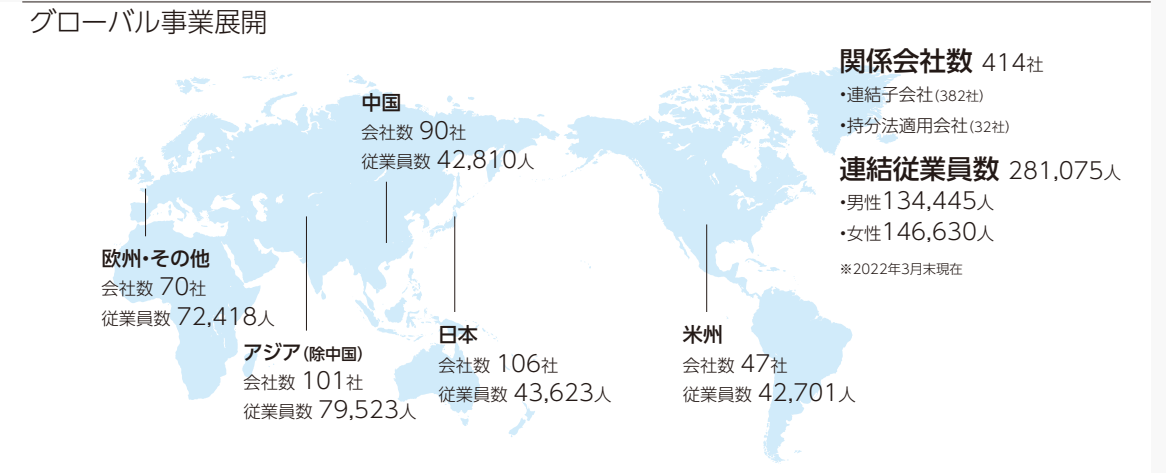 グローバル事業展開
関係会社数 414社
•連結子会社(382社)
•持分法適用会社(32社)
連結従業員数 281,075人
•男性134,445人
•女性146,630人
※2022年3月末現在
中国
会社数 90社
従業員数 42,810人
欧州・その他
会社数 70社
従業員数 72,418人
アジア(除中国)
会社数 101社
従業員数 79,523人
日本
会社数 106社
従業員数 43,623人
米州
会社数 47社
従業員数 42,701人